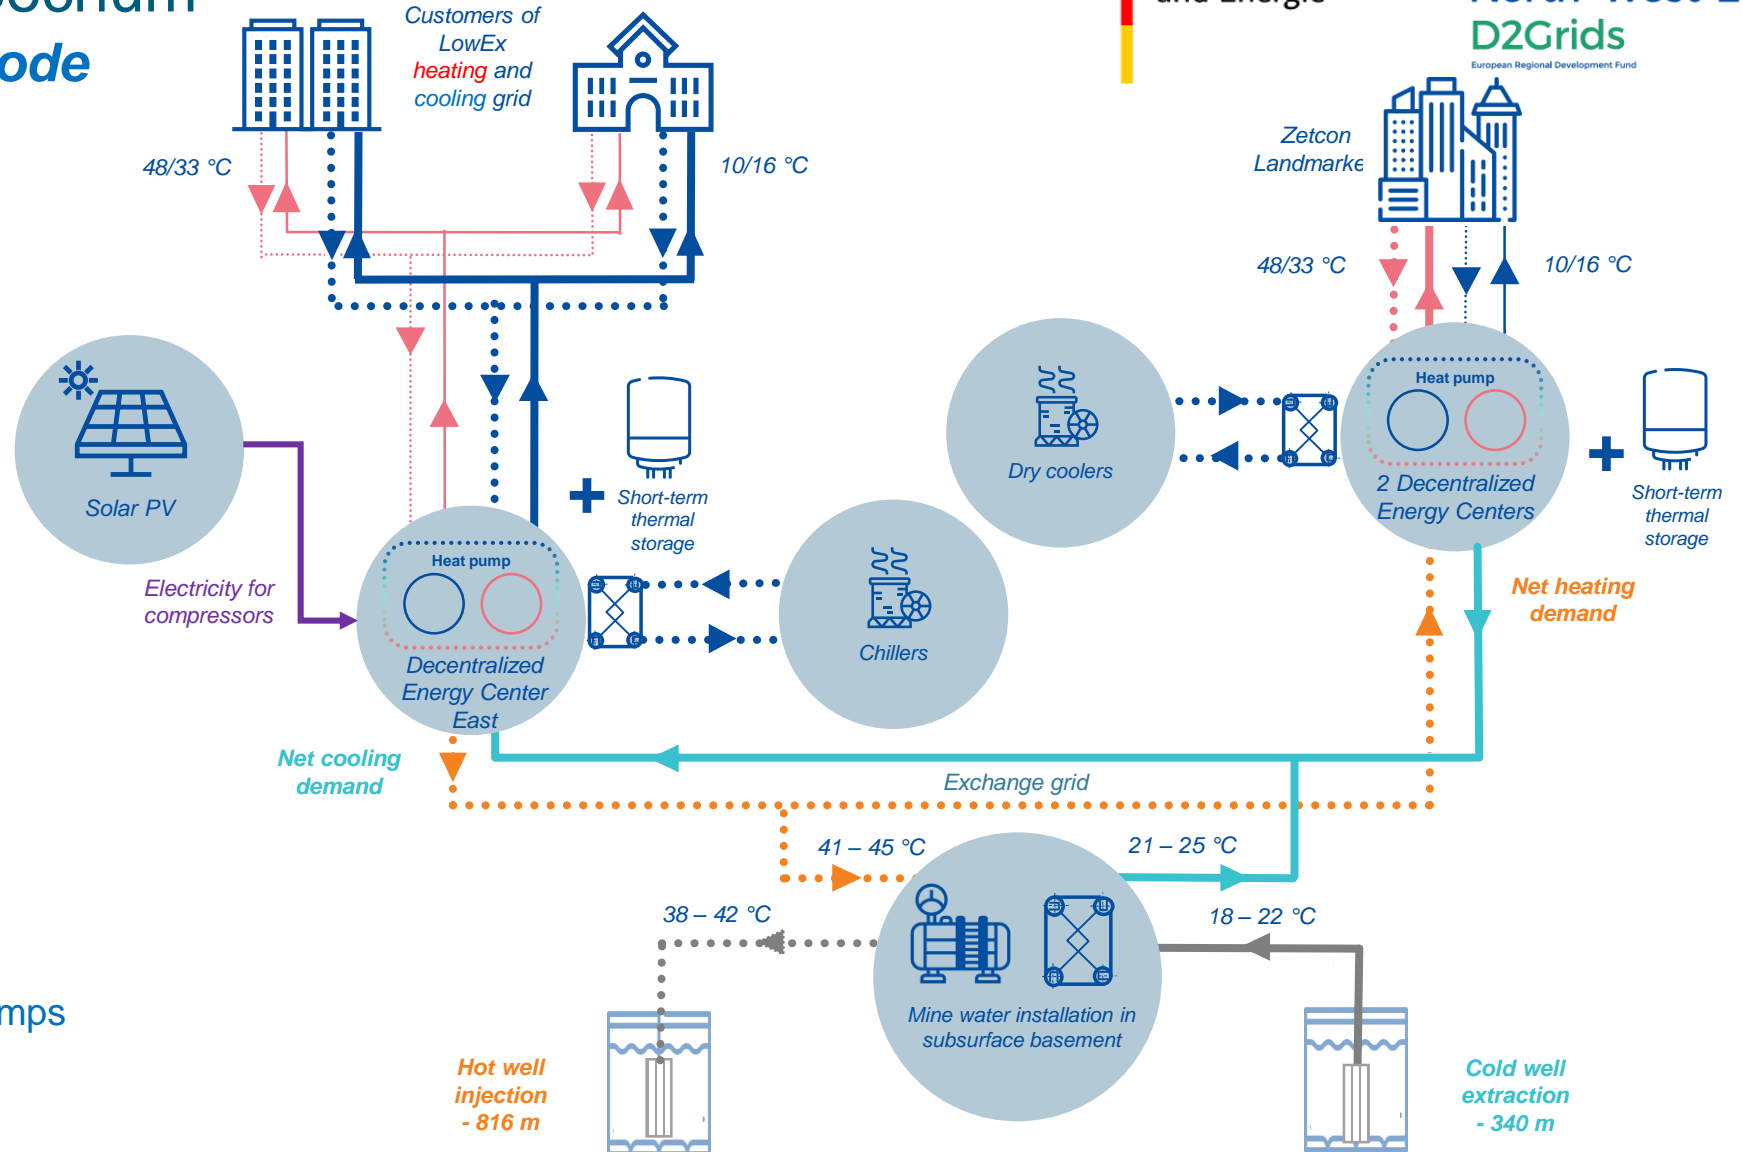 ode
Customers of
LowEx
heating and
cooling grid
D2Grids
European Regional Development Fund
48/33 °C
10/16 °C
Zetcon
Landmarke
48/33 °C
10/16 °C
Solar PV
Short-term
thermal
storage
Dry coolers
Heat pump
2 Decentralized
Energy Centers
Short-term
thermal
storage
Electricity for
compressors
Heat pump
Decentralized
Energy Center
East
Chillers
Net heating
demand
Net cooling
demand
Exchange grid
41 – 45 °C
21 – 25 °C
38 – 42 °C
18 – 22 °C
Mine water installation in
subsurface basement
mps
Hot well
injection
- 816 m
Cold well
extraction
- 340 m